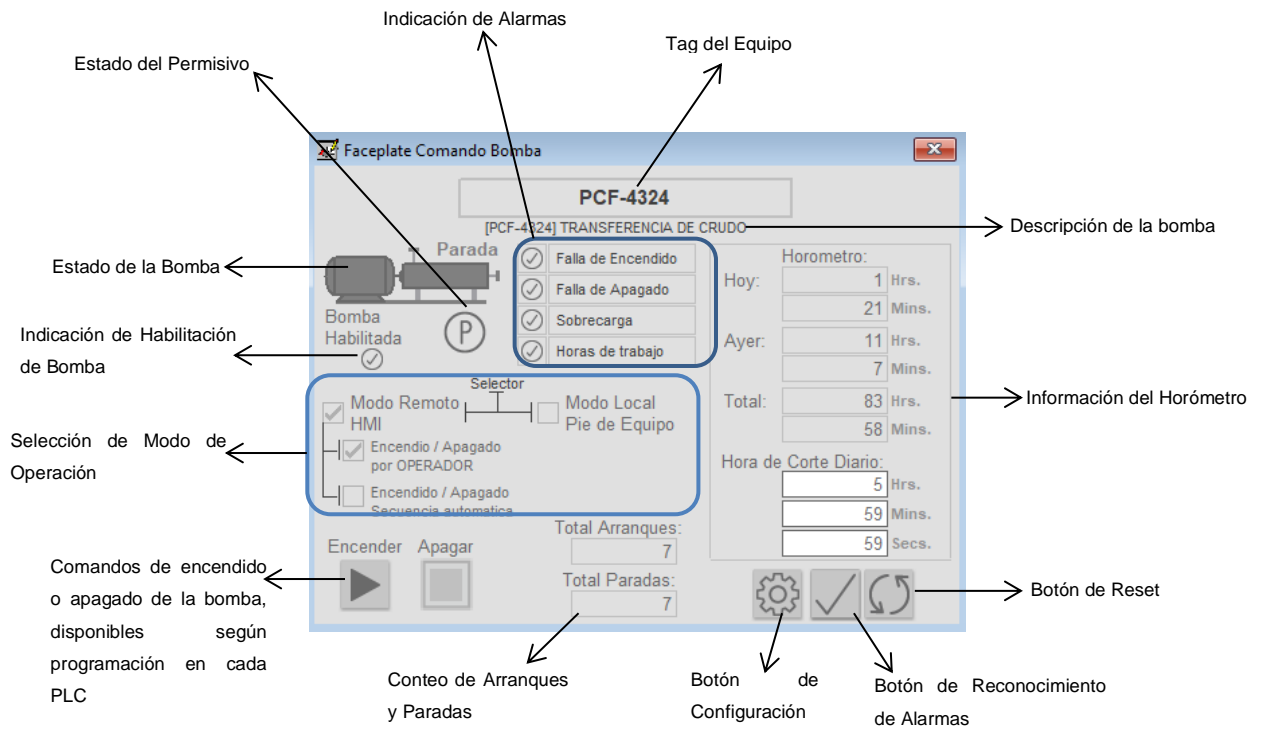 Indicación de Alarmas
Tag del Equipo
Estado del Permisivo
Faceplate Comando Bomba
PCF-4324
[PCF-4324] TRANSFERENCIA DE CRUDO
Descripción de la bomba
Estado de la Bomba
Parada
Falla de Encendido
Falla de Apagado
Sobrecarga
Horas de trabajo
Bomba
Habilitada
P
Indicación de Habilitación
de Bomba
Horometro:
Hoy: 1 Hrs.
21 Mins.
Ayer: 11 Hrs.
7 Mins.
Total: 83 Hrs.
58 Mins.
Información del Horómetro
Hora de Corte Diario:
5 Hrs.
59 Mins.
59 Secs.
Selección de Modo de
Operación
Selector
Modo Remoto
HMI
Modo Local
Pie de Equipo
Encendio / Apagado
por OPERADOR
Encendido / Apagado
Secuencia automatica
Encender Apagar
Total Arranques:
7
Total Paradas:
7
Comandos de encendido
o apagado de la bomba,
disponibles según
programación en cada
PLC
Botón de Reset
Conteo de Arranques
y Paradas
Botón de
Configuración
Botón de Reconocimiento
de Alarmas